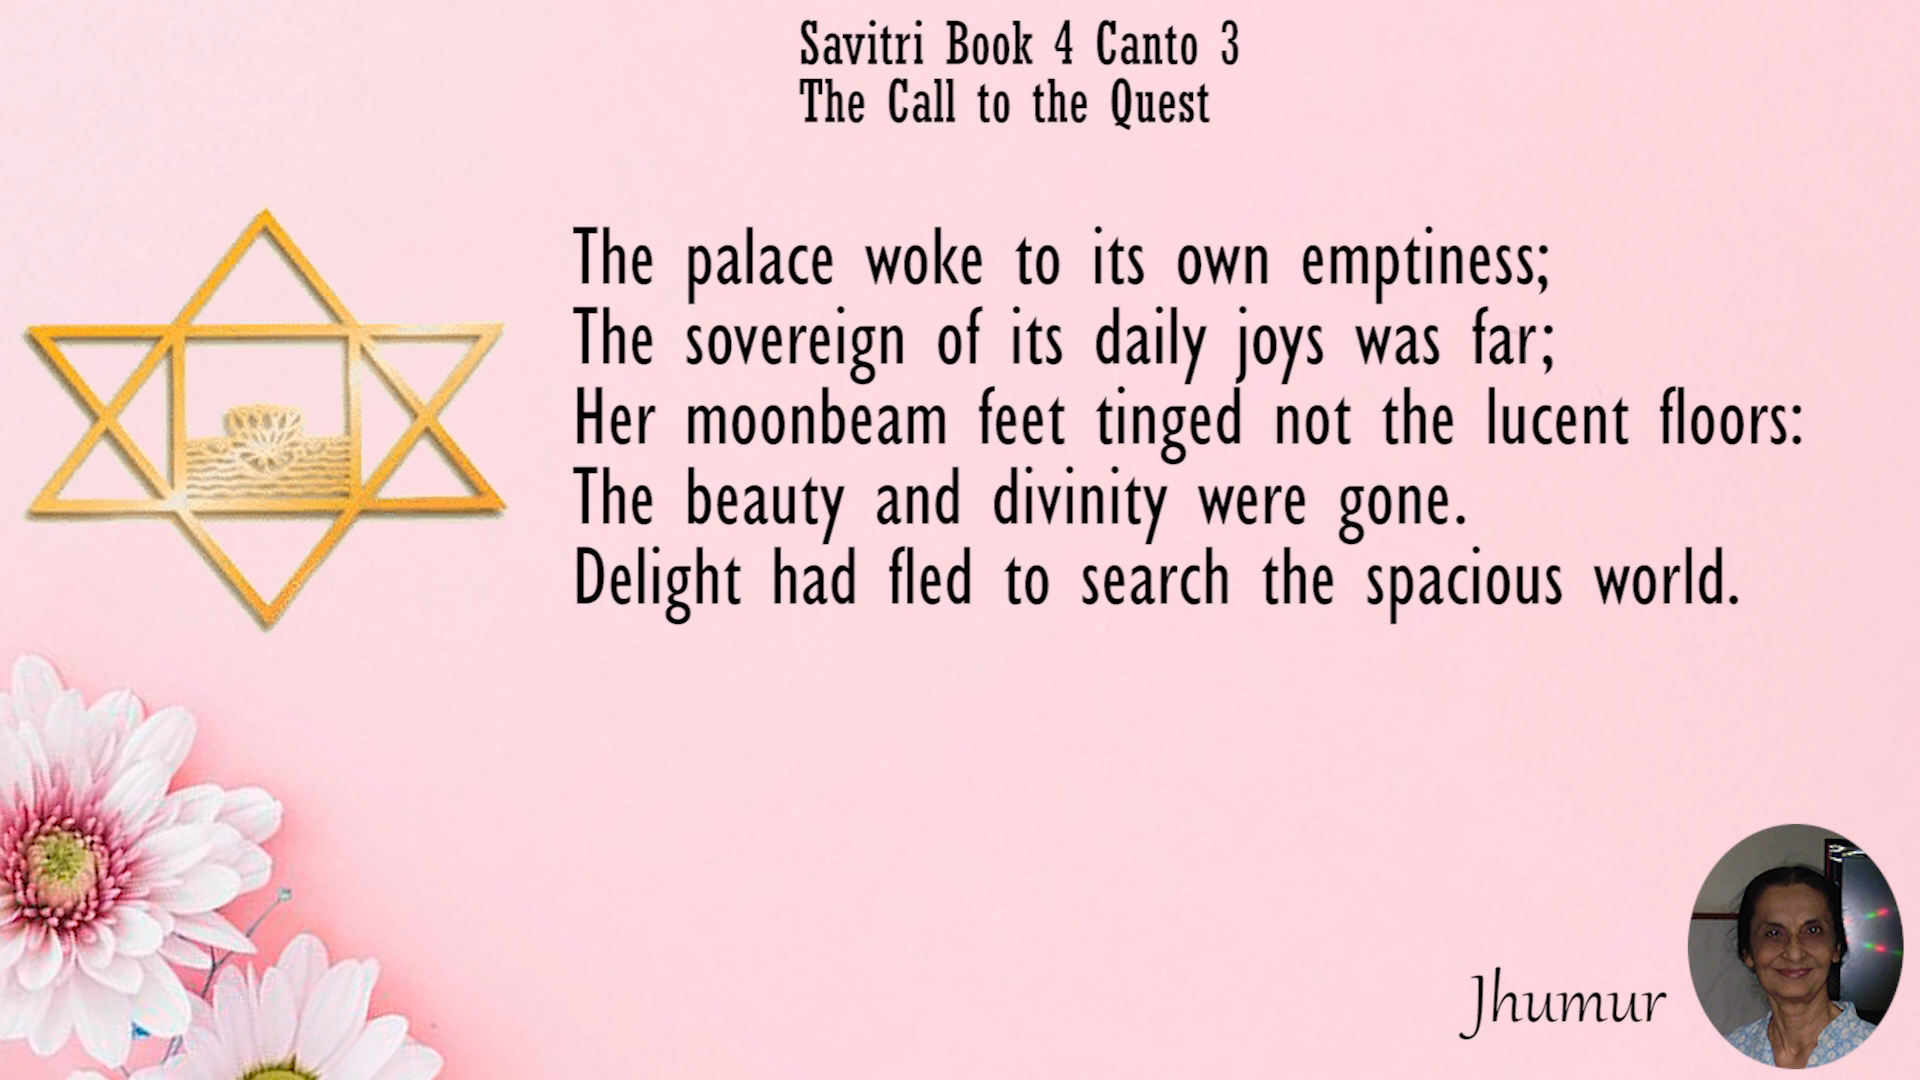 Savitri Book 4 Canto 3
The Call to the Quest
The palace woke to its own emptiness;
The sovereign of its daily joys was far;
Her moonbeam feet tinged not the lucent floors:
The beauty and divinity were gone.
Delight had fled to search the spacious world.
Jhumur